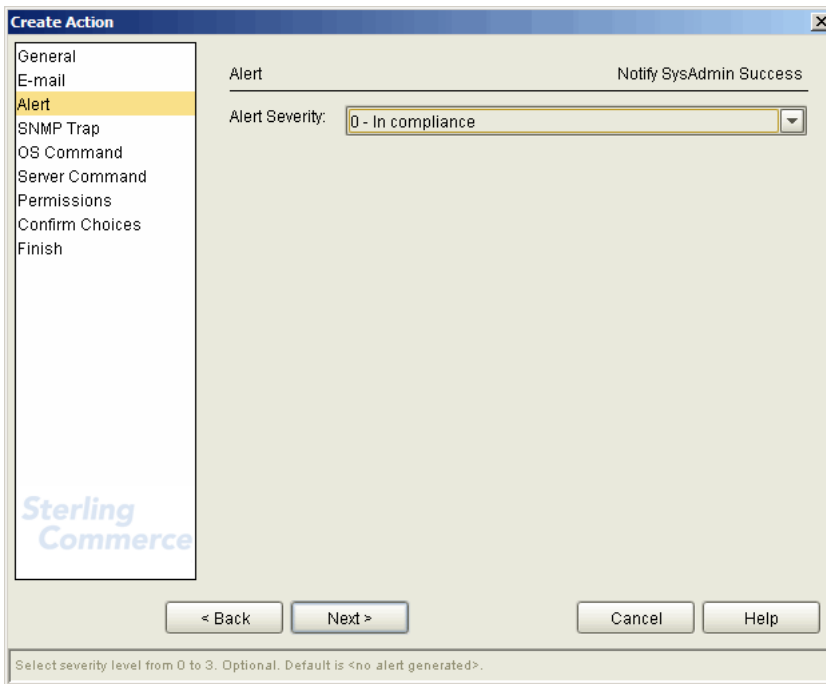 Create Action
General
E-mail
Alert
SNMP Trap
OS Command
Server Command
Permissions
Confirm Choices
Finish
Sterling
Commerce
Alert Notify SysAdmin Success
Alert Severity: 0 - In compliance
< Back Next > Cancel Help
Select severity level from 0 to 3. Optional. Default is <no alert generated>.